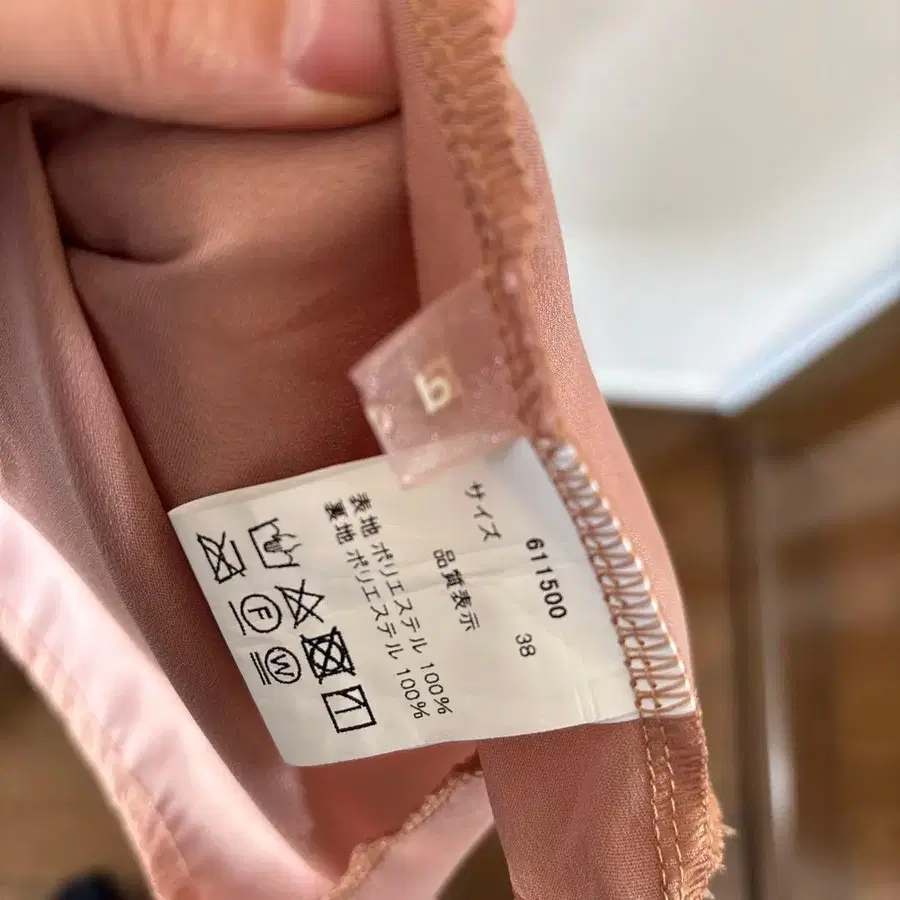 611500
サイズ 38
品質表示
表地 ポリエステル 100%
裏地 ポリエステル 100%
F
W